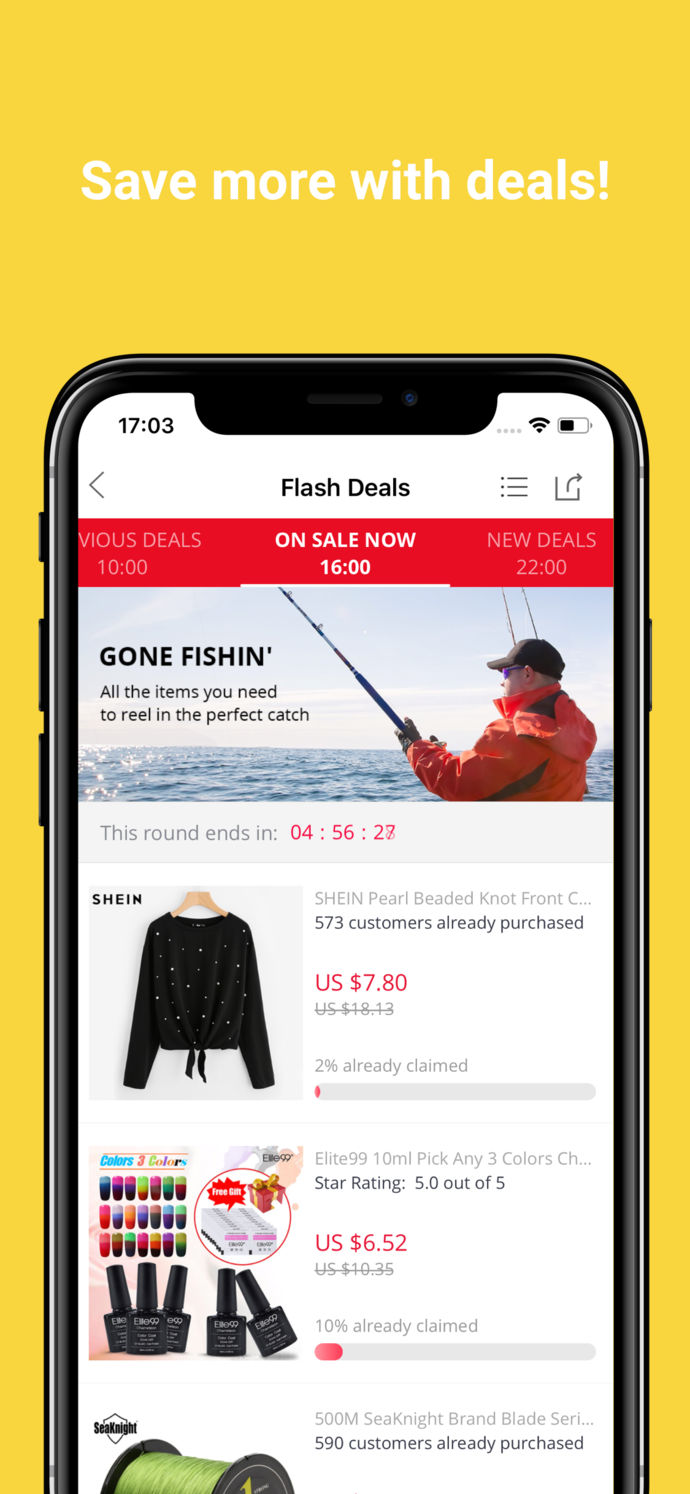 Save more with deals!
17:03
Flash Deals
VIOUS DEALS
10:00
ON SALE NOW
16:00
NEW DEALS
22:00
GONE FISHIN'
All the items you need
to reel in the perfect catch
This round ends in: 04 : 56 : 28
SHEIN
SHEIN Pearl Beaded Knot Front C...
573 customers already purchased
US $7.80
US $18.13
2% already claimed
Colors 3 Colors
Elite99
Free Gift
Elite99
Elite99
Elite99
Elite99
Elite99 10ml Pick Any 3 Colors Ch...
Star Rating: 5.0 out of 5
US $6.52
US $10.35
10% already claimed
SeaKnight
500M SeaKnight Brand Blade Seri...
590 customers already purchased